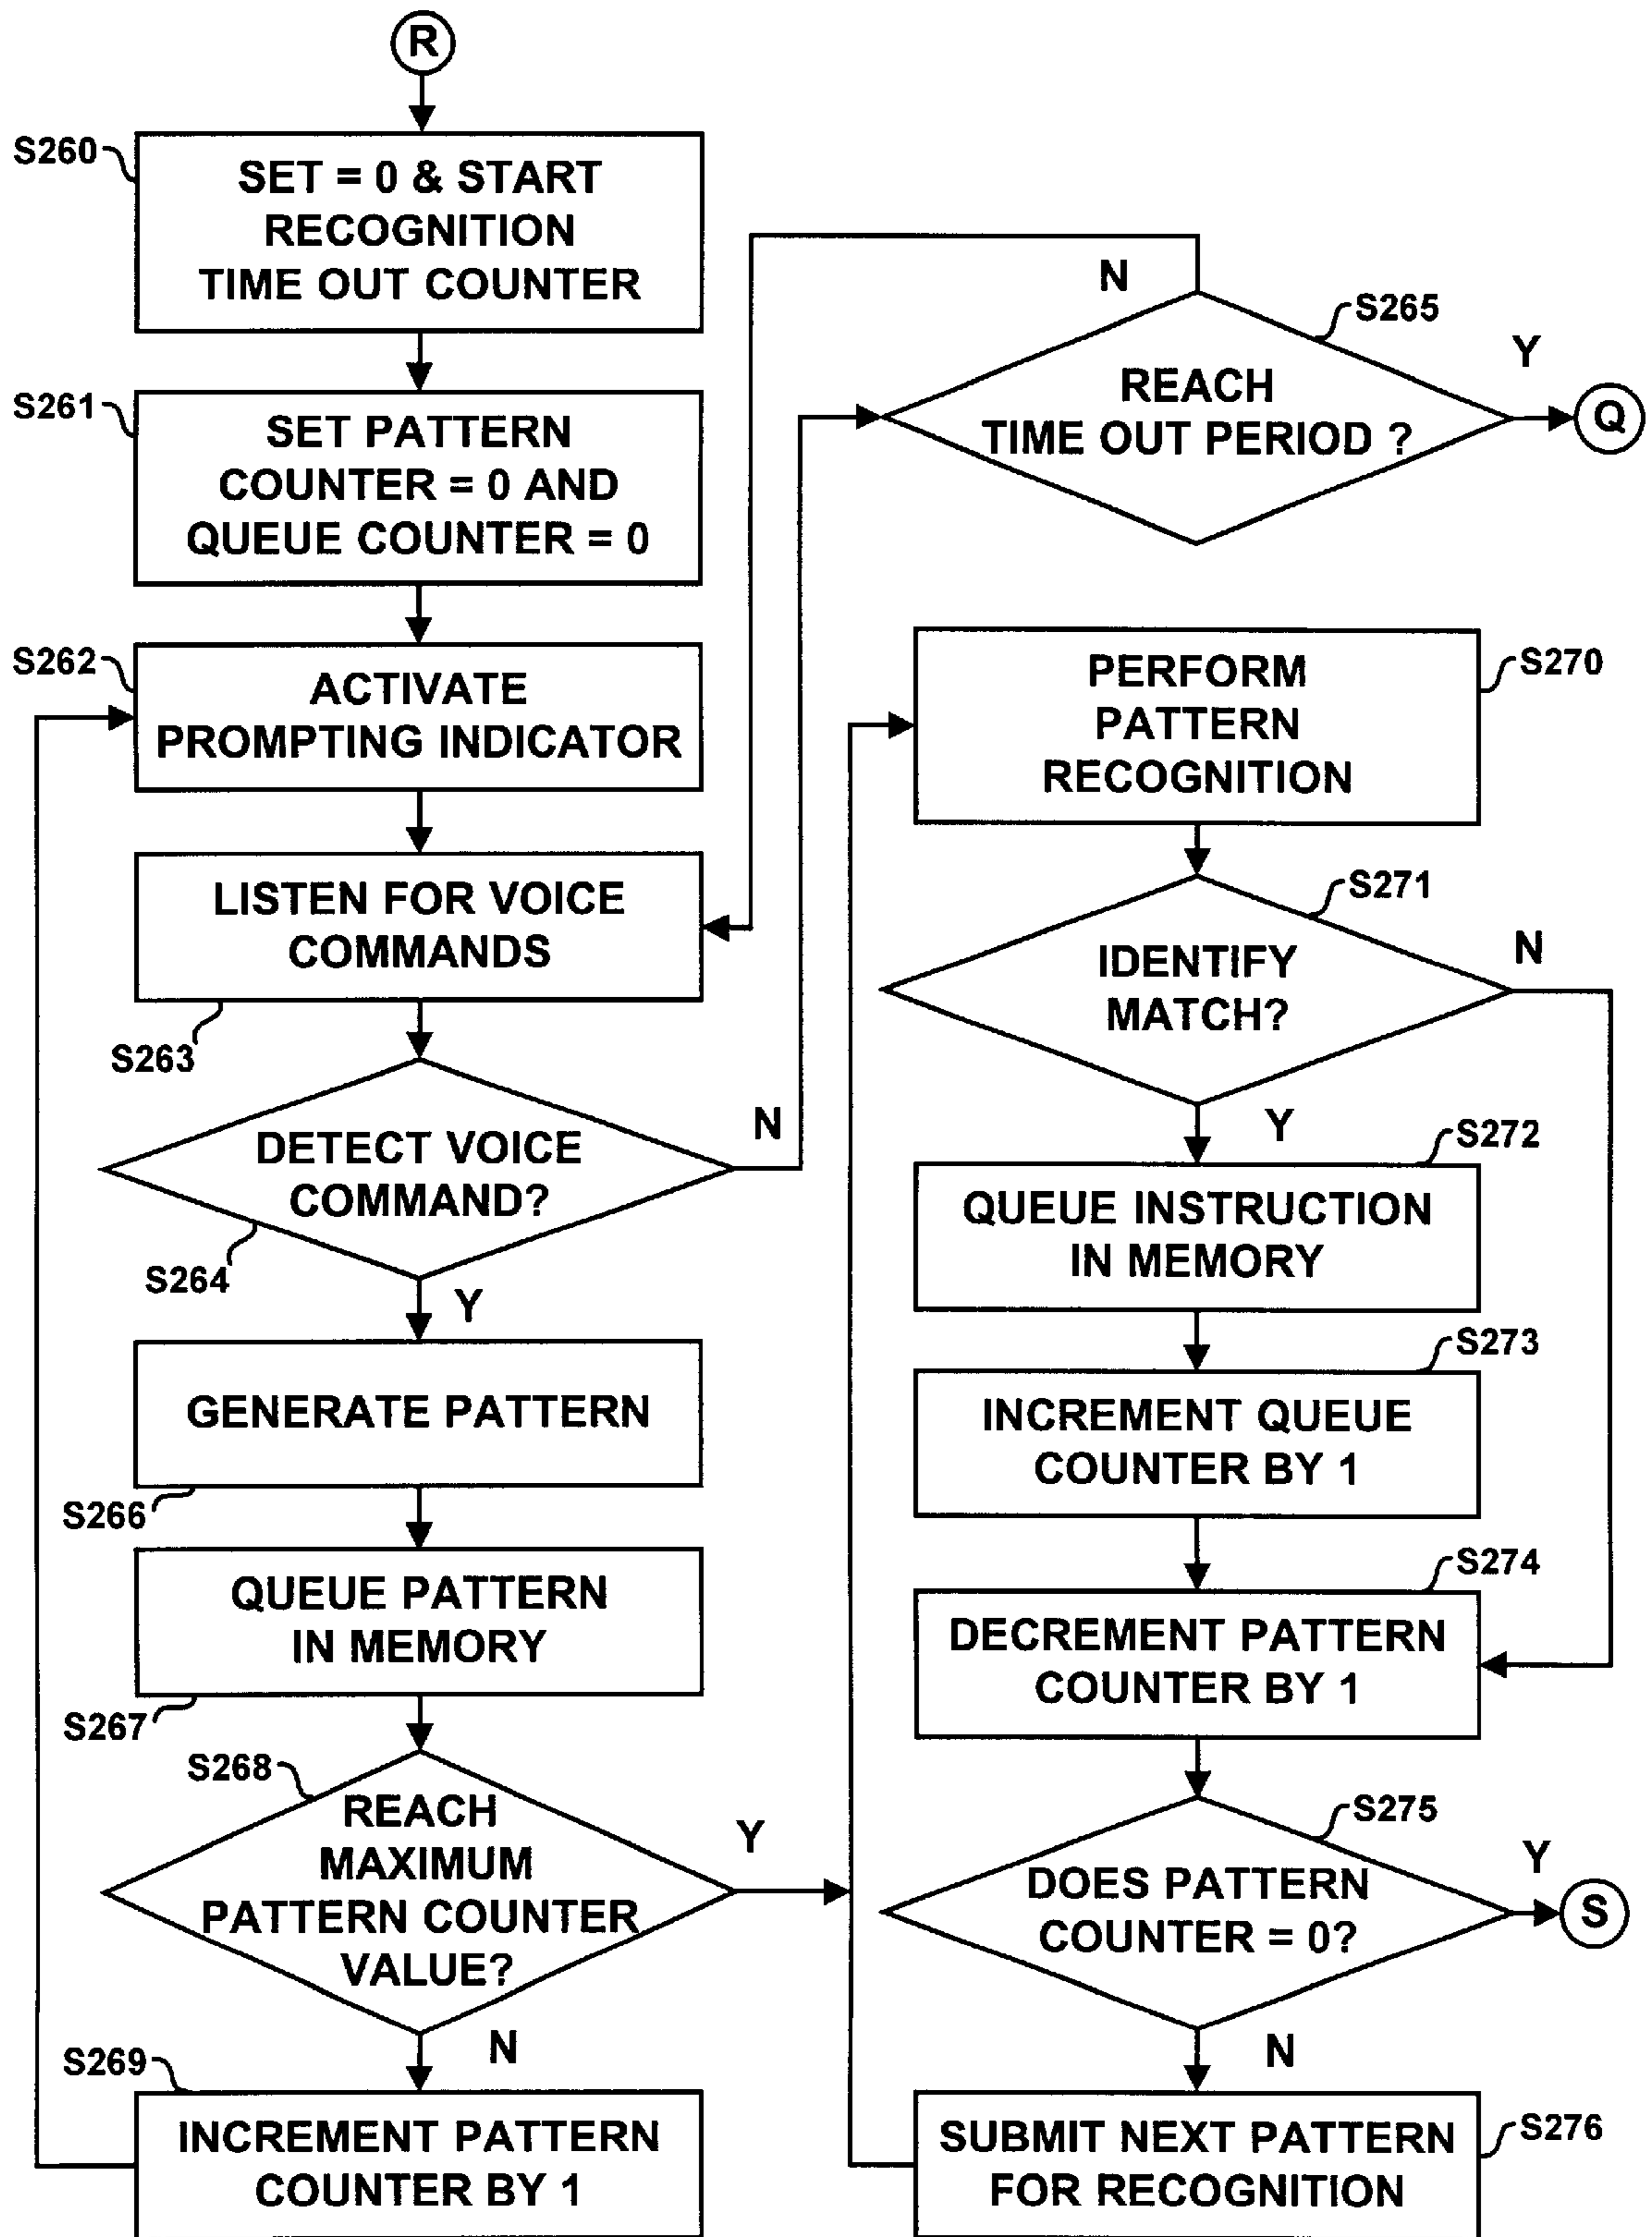 R
S260
SET = 0 & START
RECOGNITION
TIME OUT COUNTER
S261
SET PATTERN
COUNTER = 0 AND
QUEUE COUNTER = 0
S262
ACTIVATE
PROMPTING INDICATOR
LISTEN FOR VOICE
COMMANDS
S263
DETECT VOICE
COMMAND?
N
S264
Y
GENERATE PATTERN
S266
QUEUE PATTERN
IN MEMORY
S267
S268
REACH
MAXIMUM
PATTERN COUNTER
VALUE?
Y
N
S269
INCREMENT PATTERN
COUNTER BY 1
N
S265
REACH
TIME OUT PERIOD ?
Y
Q
PERFORM
PATTERN
RECOGNITION
S270
S271
IDENTIFY
MATCH?
N
Y
S272
QUEUE INSTRUCTION
IN MEMORY
S273
INCREMENT QUEUE
COUNTER BY 1
S274
DECREMENT PATTERN
COUNTER BY 1
S275
DOES PATTERN
COUNTER = 0?
Y
S
N
SUBMIT NEXT PATTERN
FOR RECOGNITION
S276